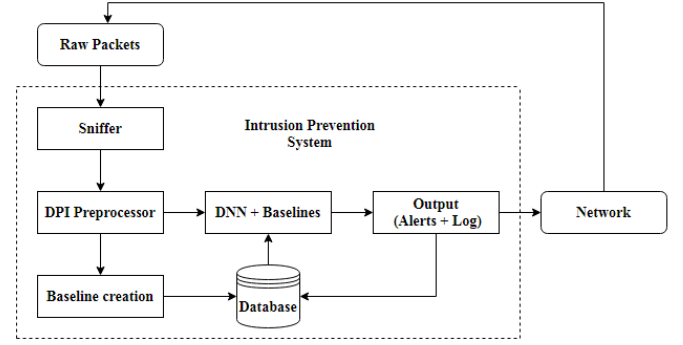 Raw Packets
Sniffer
Intrusion Prevention
System
DPI Preprocessor
DNN + Baselines
Output
(Alerts + Log)
Network
Baseline creation
Database